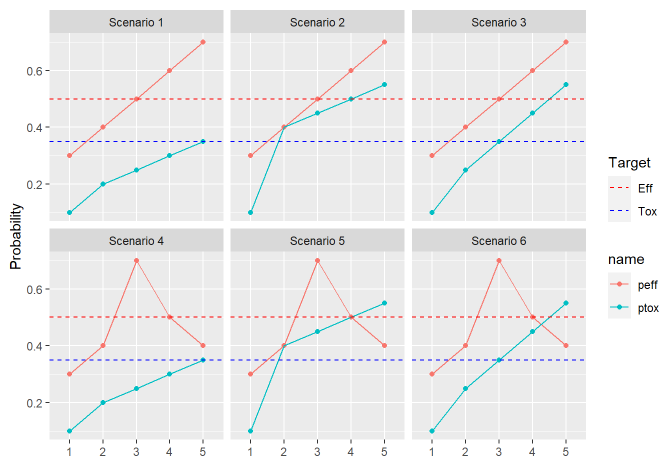 Scenario 1
Scenario 2
Scenario 3
0.6
0.4
0.2
Probability
Scenario 4
Scenario 5
Scenario 6
0.6
0.4
0.2
1 2 3 4 5
1 2 3 4 5
1 2 3 4 5
Target
Eff
Tox
name
peff
ptox